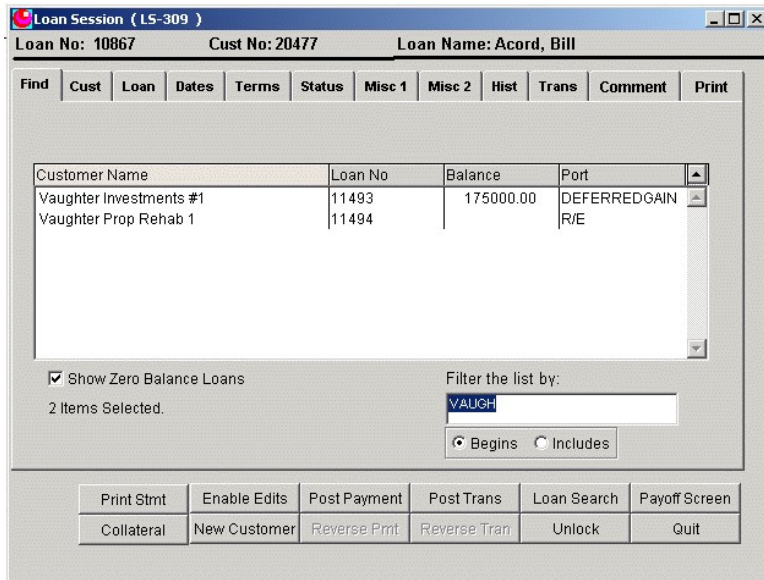 Loan Session ( LS-309 )
Loan No: 10867 Cust No: 20477 Loan Name: Acord, Bill
Find Cust Loan Dates Terms Status Misc 1 Misc 2 Hist Trans Comment Print
Customer Name Loan No Balance Port
Vaughter Investments #1 11493 175000.00 DEFERREDGAIN
Vaughter Prop Rehab 1 11494 R/E
Show Zero Balance Loans Filter the list by:
2 Items Selected. VAUGH
Begins Includes
Print Stmt Enable Edits Post Payment Post Trans Loan Search Payoff Screen
Collateral New Customer Reverse Pmt Reverse Tran Unlock Quit